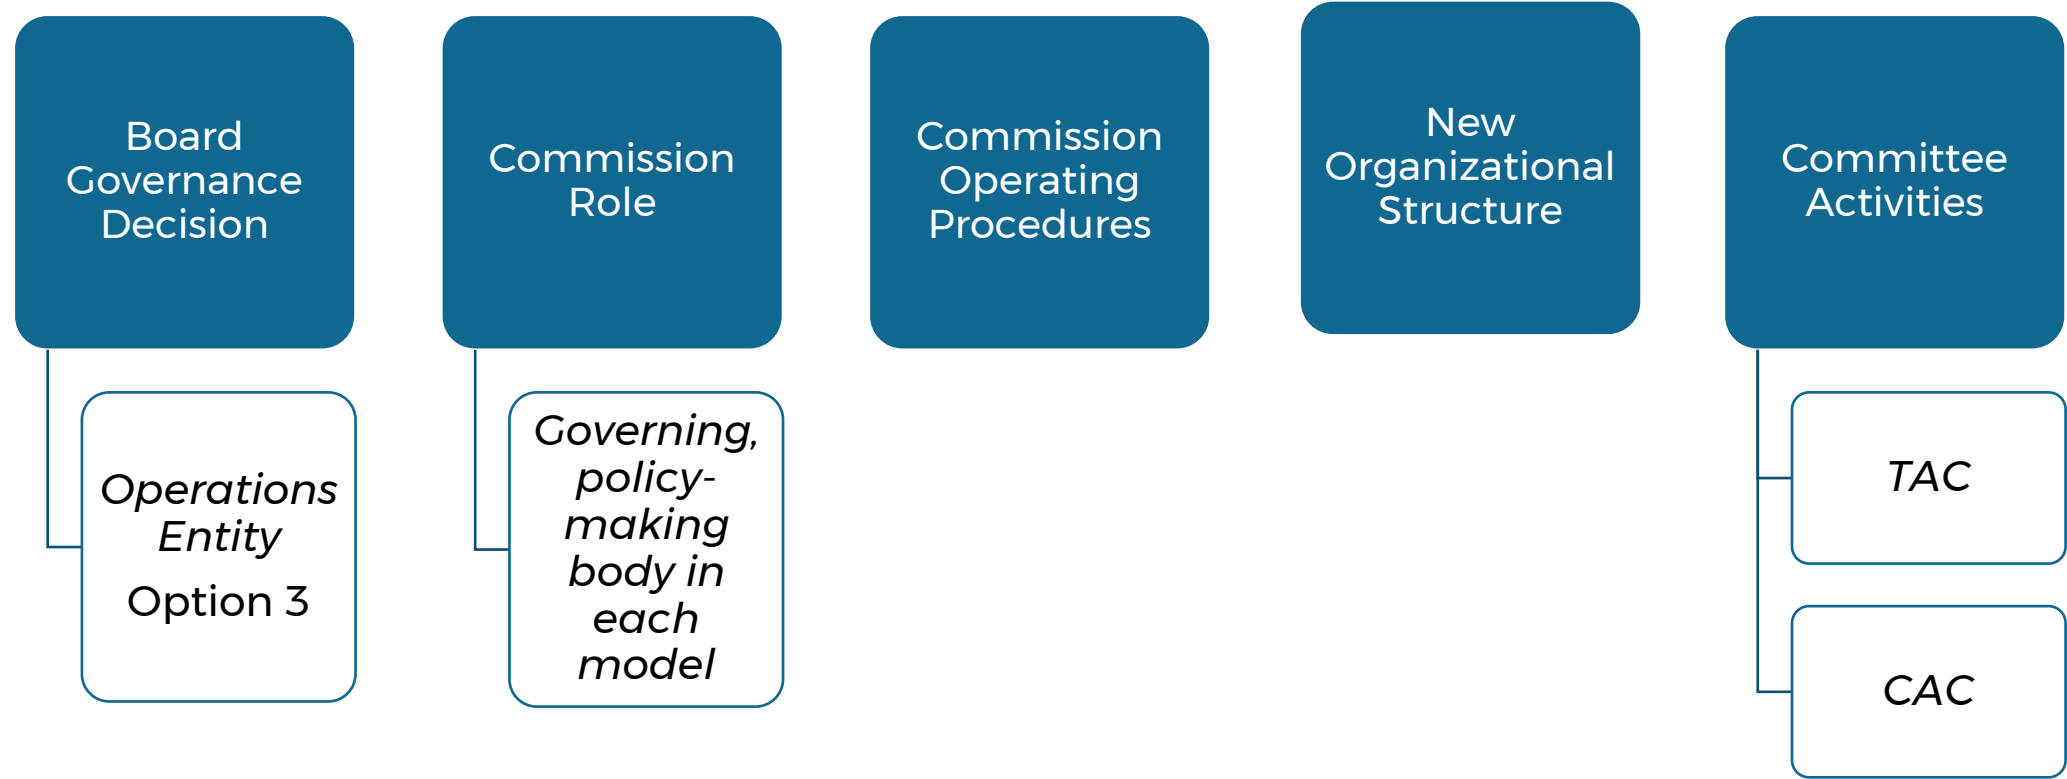 Board
Governance
Decision
Operations
Entity
Option 3
Commission
Role
Governing,
policy-
making
body in
each
model
Commission
Operating
Procedures
New
Organizational
Structure
Committee
Activities
TAC
CAC